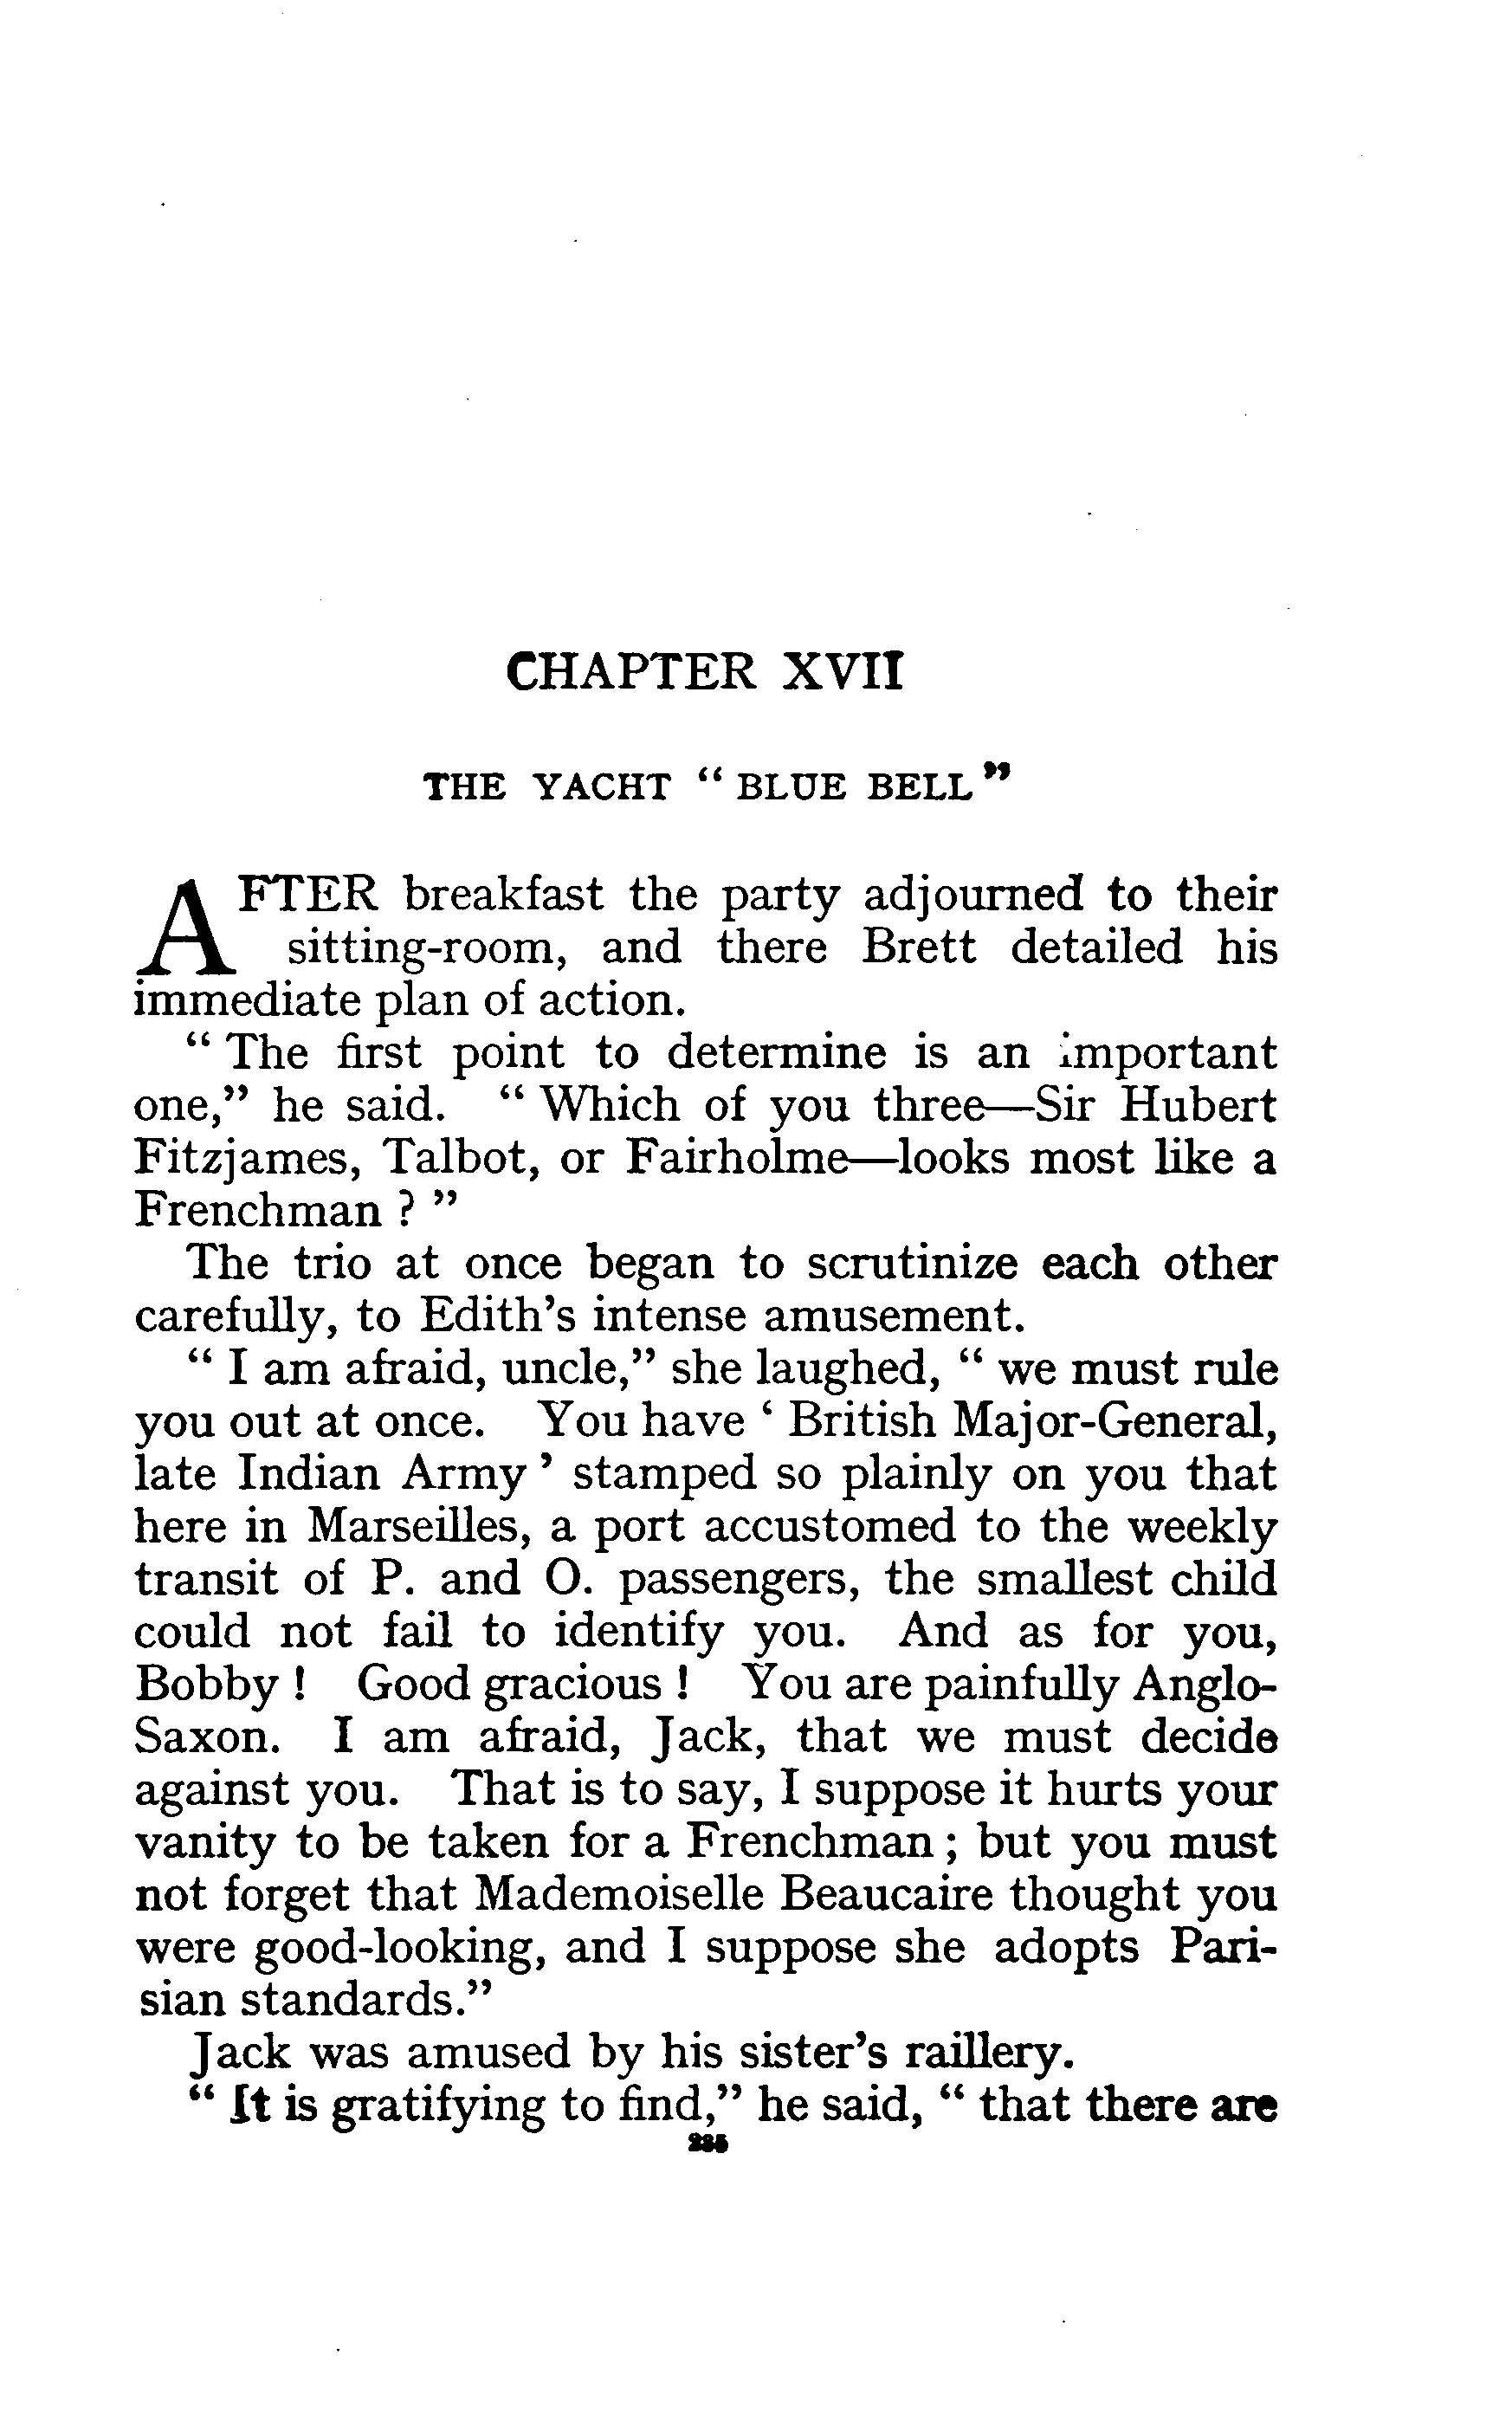 CHAPTER XVII
THE YACHT “ BLUE BELL ”
AFTER breakfast the party adjourned to their
sitting-room, and there Brett detailed his
immediate plan of action.
“ The first point to determine is an important
one,” he said. “ Which of you three—Sir Hubert
Fitzjames, Talbot, or Fairholme—looks most like a
Frenchman ? ”
The trio at once began to scrutinize each other
carefully, to Edith’s intense amusement.
“ I am afraid, uncle,” she laughed, “ we must rule
you out at once. You have ‘ British Major-General,
late Indian Army ’ stamped so plainly on you that
here in Marseilles, a port accustomed to the weekly
transit of P. and O. passengers, the smallest child
could not fail to identify you. And as for you,
Bobby ! Good gracious ! You are painfully Anglo-
Saxon. I am afraid, Jack, that we must decide
against you. That is to say, I suppose it hurts your
vanity to be taken for a Frenchman ; but you must
not forget that Mademoiselle Beaucaire thought you
were good-looking, and I suppose she adopts Pari-
sian standards.”
Jack was amused by his sister’s raillery.
“ It is gratifying to find,” he said, “ that there are